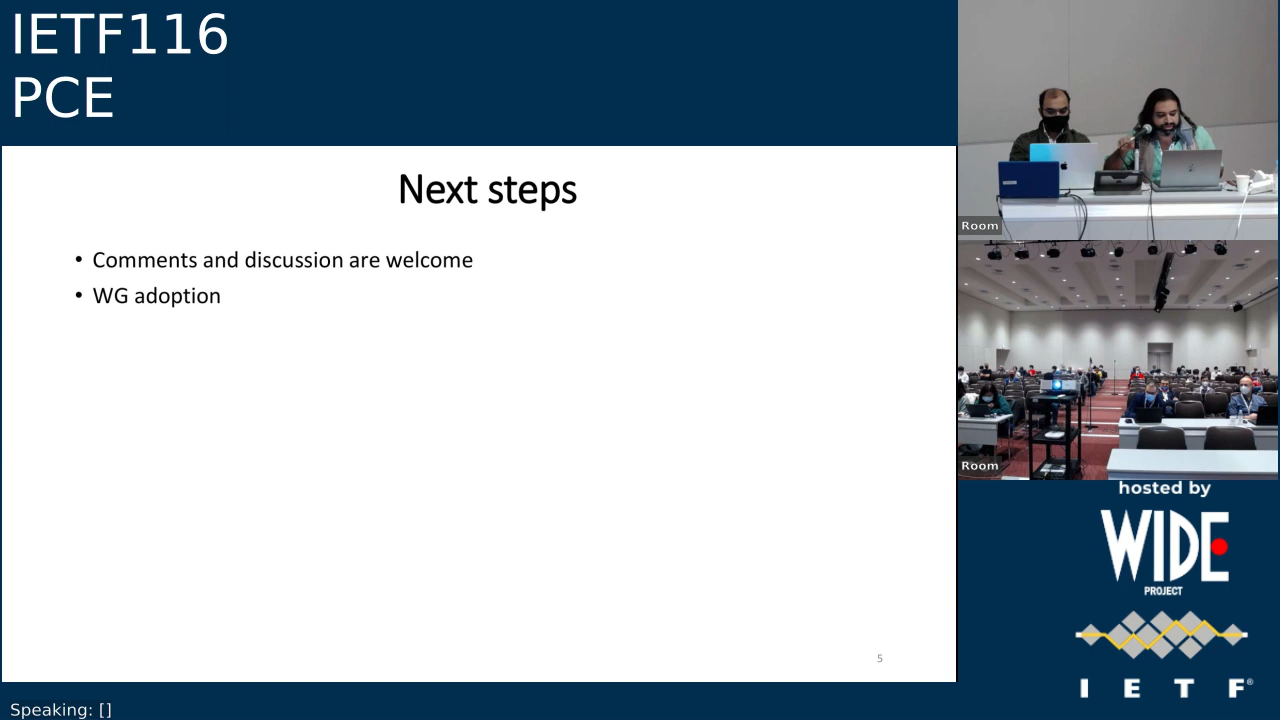 IETF116
PCE
Next steps
• Comments and discussion are welcome
• WG adoption
5
Room
Room
hosted by
WIDE
PROJECT
I E T F®
Speaking: []